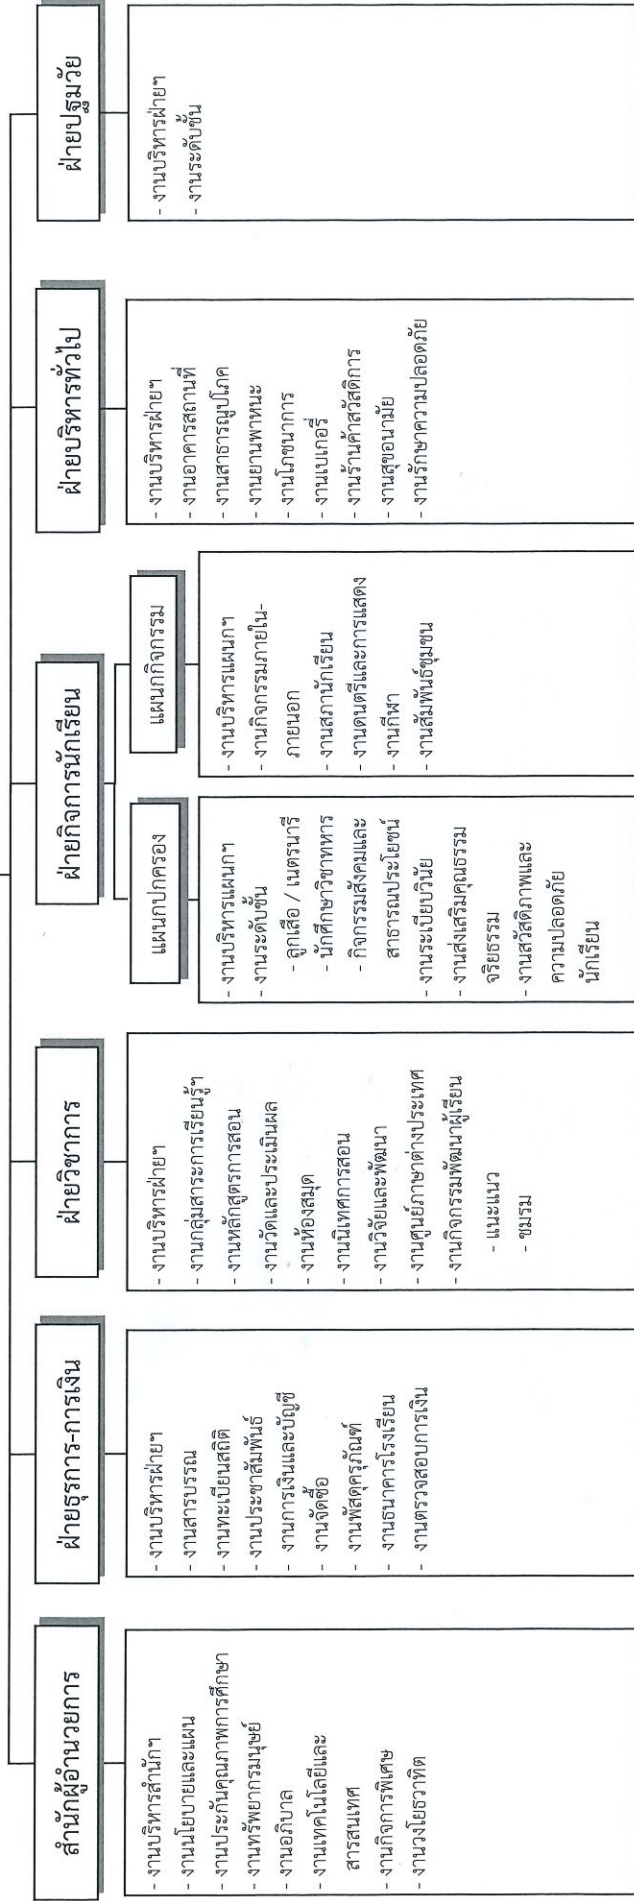 สำนักผู้อำนวยการ
- งานบริหารสำนักฯ
- งานนโยบายและแผน
- งานประกันคุณภาพการศึกษา
- งานทรัพยากรมนุษย์
- งานอภิบาล
- งานเทคโนโลยีและ
สารสนเทศ
- งานกิจการพิเศษ
- งานวงโยธวาทิต
ฝ่ายธุรการ-การเงิน
- งานบริหารฝ่ายฯ
- งานสารบรรณ
- งานทะเบียนสถิติ
- งานประชาสัมพันธ์
- งานการเงินและบัญชี
- งานจัดซื้อ
- งานพัสดุครุภัณฑ์
- งานธนาคารโรงเรียน
- งานตรวจสอบการเงิน
ฝ่ายวิชาการ
- งานบริหารฝ่ายฯ
- งานกลุ่มสาระการเรียนรู้ฯ
- งานหลักสูตรการสอน
- งานวัดและประเมินผล
- งานห้องสมุด
- งานนิเทศการสอน
- งานวิจัยและพัฒนา
- งานศูนย์ภาษาต่างประเทศ
- งานกิจกรรมพัฒนาผู้เรียน
- แนะแนว
- ชมรม
ฝ่ายกิจการนักเรียน
แผนกปกครอง
- งานบริหารแผนกฯ
- งานระดับชั้น
- ลูกเสือ / เนตรนารี
- นักศึกษาวิชาทหาร
- กิจกรรมสังคมและ
สาธารณประโยชน์
- งานระเบียบวินัย
- งานส่งเสริมคุณธรรม
จริยธรรม
- งานสวัสดิภาพและ
ความปลอดภัย
นักเรียน
แผนกกิจกรรม
- งานบริหารแผนกฯ
- งานกิจกรรมภายใน-
ภายนอก
- งานสภานักเรียน
- งานดนตรีและการแสดง
- งานกีฬา
- งานสัมพันธ์ชุมชน
ฝ่ายบริหารทั่วไป
- งานบริหารฝ่ายฯ
- งานอาคารสถานที่
- งานสาธารณูปโภค
- งานยานพาหนะ
- งานโภชนาการ
- งานเบเกอรี่
- งานร้านค้าสวัสดิการ
- งานสุขอนามัย
- งานรักษาความปลอดภัย
ฝ่ายปฐมวัย
- งานบริหารฝ่ายฯ
- งานระดับชั้น